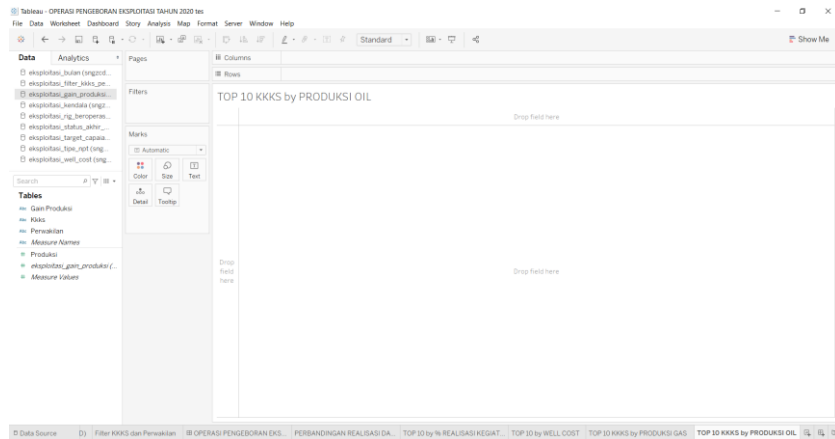 Tableau - OPERASI PENGEBORAN EKSPLOITASI TAHUN 2020 tes
File Data Worksheet Dashboard Story Analysis Map Format Server Window Help
Standard
Show Me
Data Analytics
Pages
Columns
Rows
eksploitasi_bulan (sngzcd...
eksploitasi_filter_kkks_pe...
eksploitasi_gain_produksi...
eksploitasi_kendala (sngz...
eksploitasi_rig_beroperas...
eksploitasi_status_akhir_...
eksploitasi_target_capaia...
eksploitasi_tipe_npt (sng...
eksploitasi_well_cost (sng...
Filters
TOP 10 KKKS by PRODUKSI OIL
Drop field here
Marks
Automatic
Color Size Text
Detail Tooltip
Search
Tables
Abc Gain Produksi
Abc Kkks
Abc Perwakilan
Abc Measure Names
# Produksi
# eksploitasi_gain_produksi (...
# Measure Values
Drop
field
here
Drop field here
Data Source D) Filter KKKS dan Perwakilan OPERASI PENGEBORAN EKS... PERBANDINGAN REALISASI DA... TOP 10 by % REALISASI KEGIAT... TOP 10 by WELL COST TOP 10 KKKS by PRODUKSI GAS TOP 10 KKKS by PRODUKSI OIL